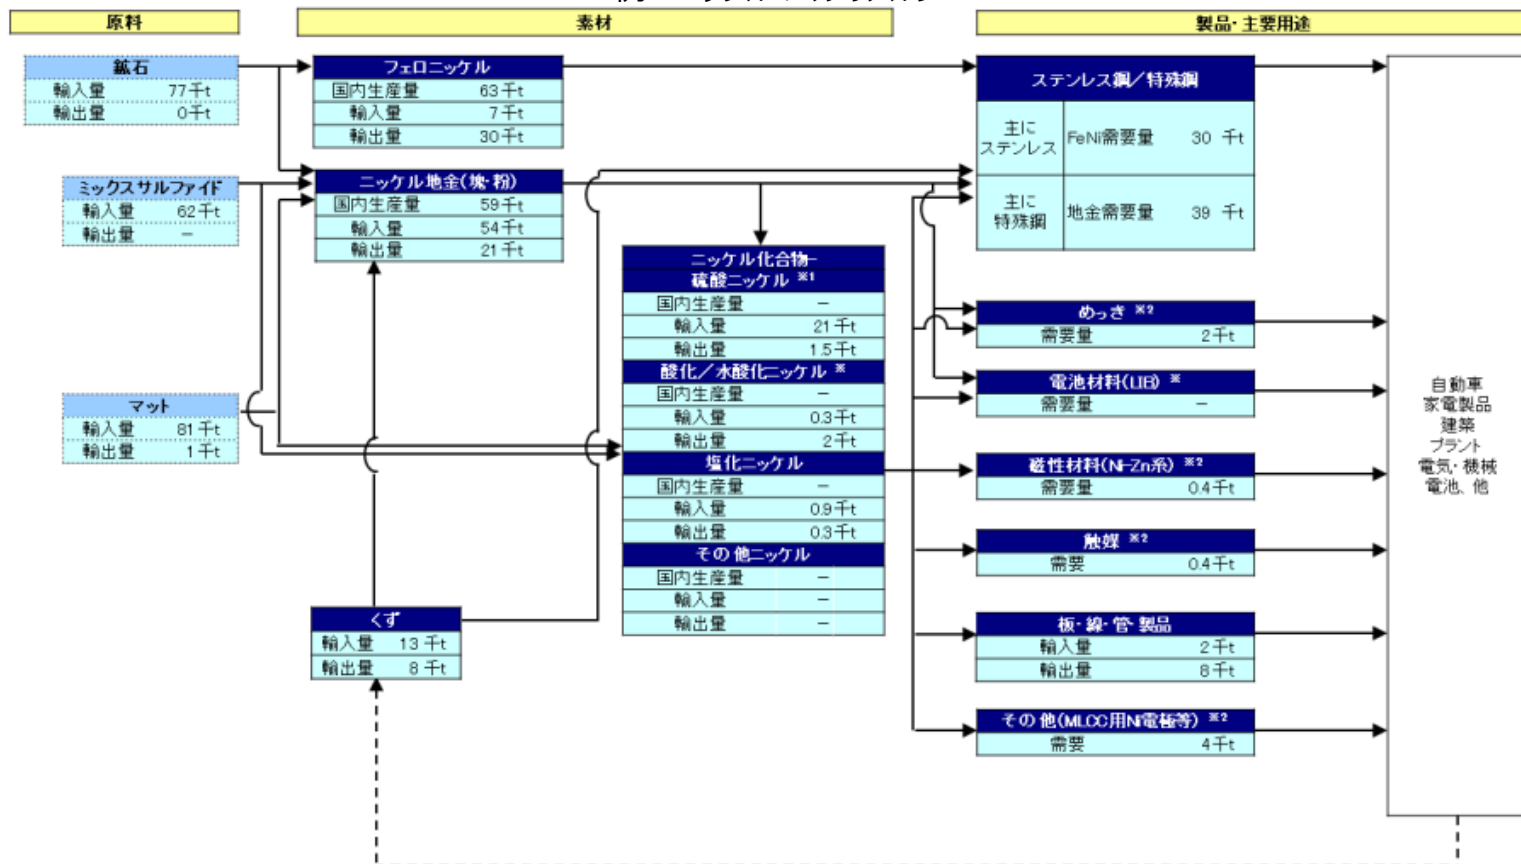 原料
素材
製品・主要用途
鉱石
輸入量 77千t
輸出量 0千t
ミックスサルファイド
輸入量 62千t
輸出量 －
マット
輸入量 81千t
輸出量 1千t
フェロニッケル
国内生産量 63千t
輸入量 7千t
輸出量 30千t
ニッケル地金(塊・粉)
国内生産量 59千t
輸入量 54千t
輸出量 21千t
くず
輸入量 13千t
輸出量 8千t
ニッケル化合物ー
硫酸ニッケル ※1
国内生産量 －
輸入量 21千t
輸出量 1.5千t
酸化／水酸化ニッケル ※
国内生産量 －
輸入量 0.3千t
輸出量 2千t
塩化ニッケル
国内生産量 －
輸入量 0.9千t
輸出量 0.3千t
その他ニッケル
国内生産量 －
輸入量 －
輸出量 －
ステンレス鋼／特殊鋼
主に
ステンレス
FeNi需要量 30 千t
主に
特殊鋼
地金需要量 39 千t
めっき ※2
需要量 2千t
電池材料(LIB) ※
需要量 －
磁性材料(Ni-Zn系) ※2
需要量 0.4千t
触媒 ※2
需要 0.4千t
板・線・管・製品
輸入量 2千t
輸出量 8千t
その他(MLCC用Ni電極等) ※2
需要 4千t
自動車
家電製品
建築
プラント
電気・機械
電池、他